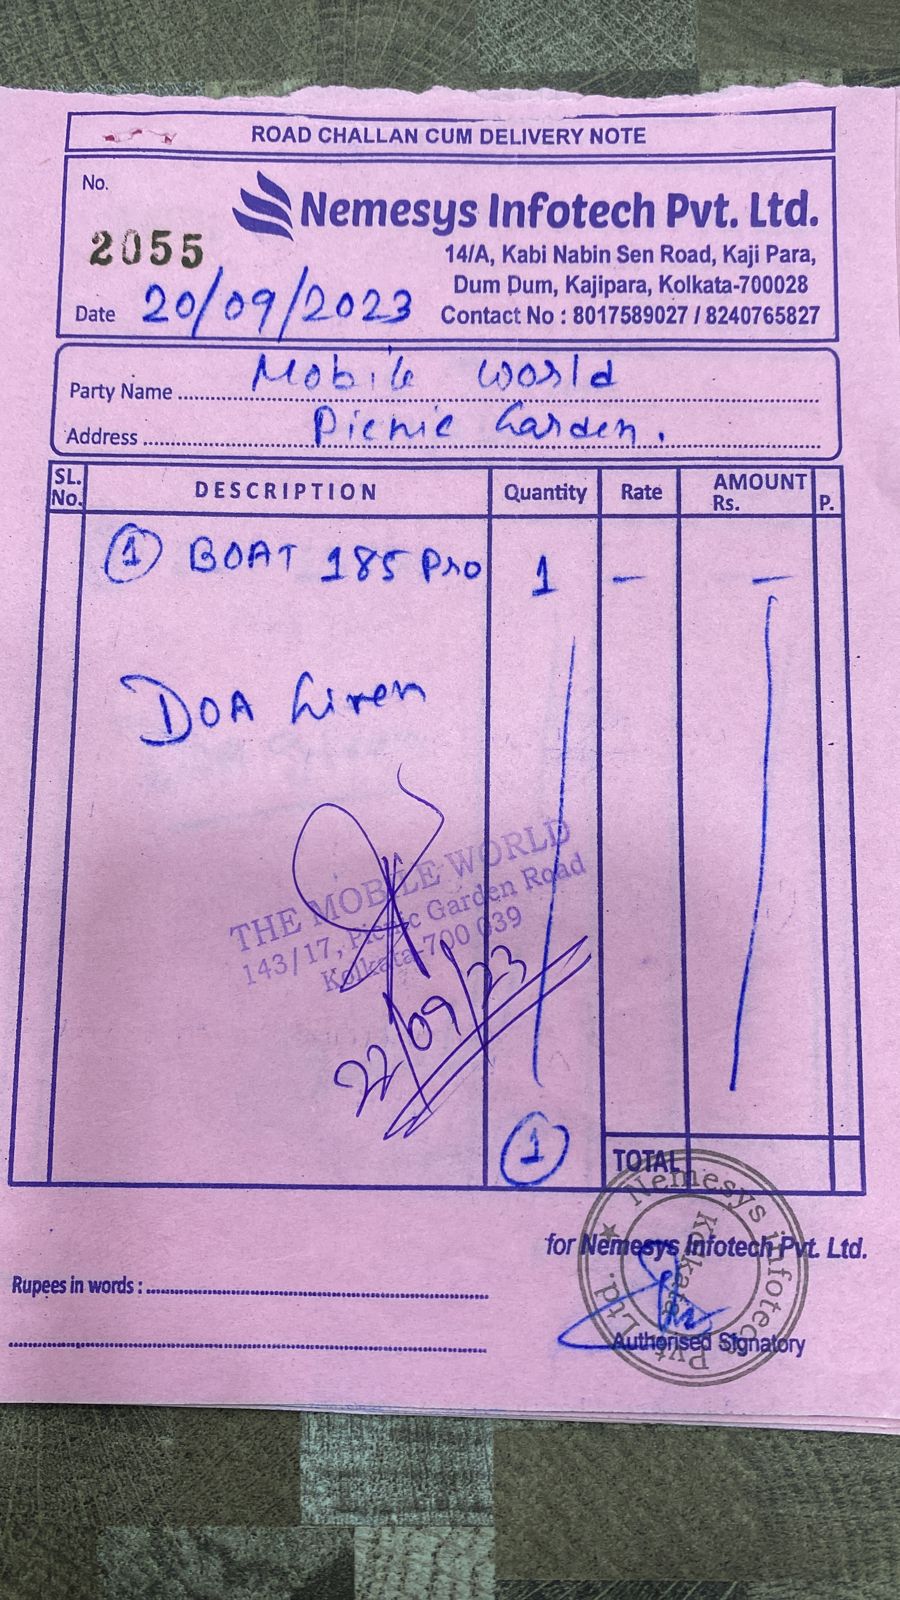 ROAD CHALLAN CUM DELIVERY NOTE
No.
2055
Nemesys Infotech Pvt. Ltd.
14/A, Kabi Nabin Sen Road, Kaji Para,
Dum Dum, Kajipara, Kolkata-700028
Date 20/09/2023
Contact No : 8017589027 / 8240765827
Party Name Mobile World
Address Picnic Garden.
SL. No. DESCRIPTION Quantity Rate AMOUNT Rs. P.
1 BOAT 185 Pro 1 — —
DOA Given
THE MOBILE WORLD
143/17, Picnic Garden Road
Kolkata-700 039
22/09/23
1
TOTAL
for Nemesys Infotech Pvt. Ltd.
Rupees in words :
Nemesys Infotech Pvt. Ltd.
Kolkata
Authorised Signatory